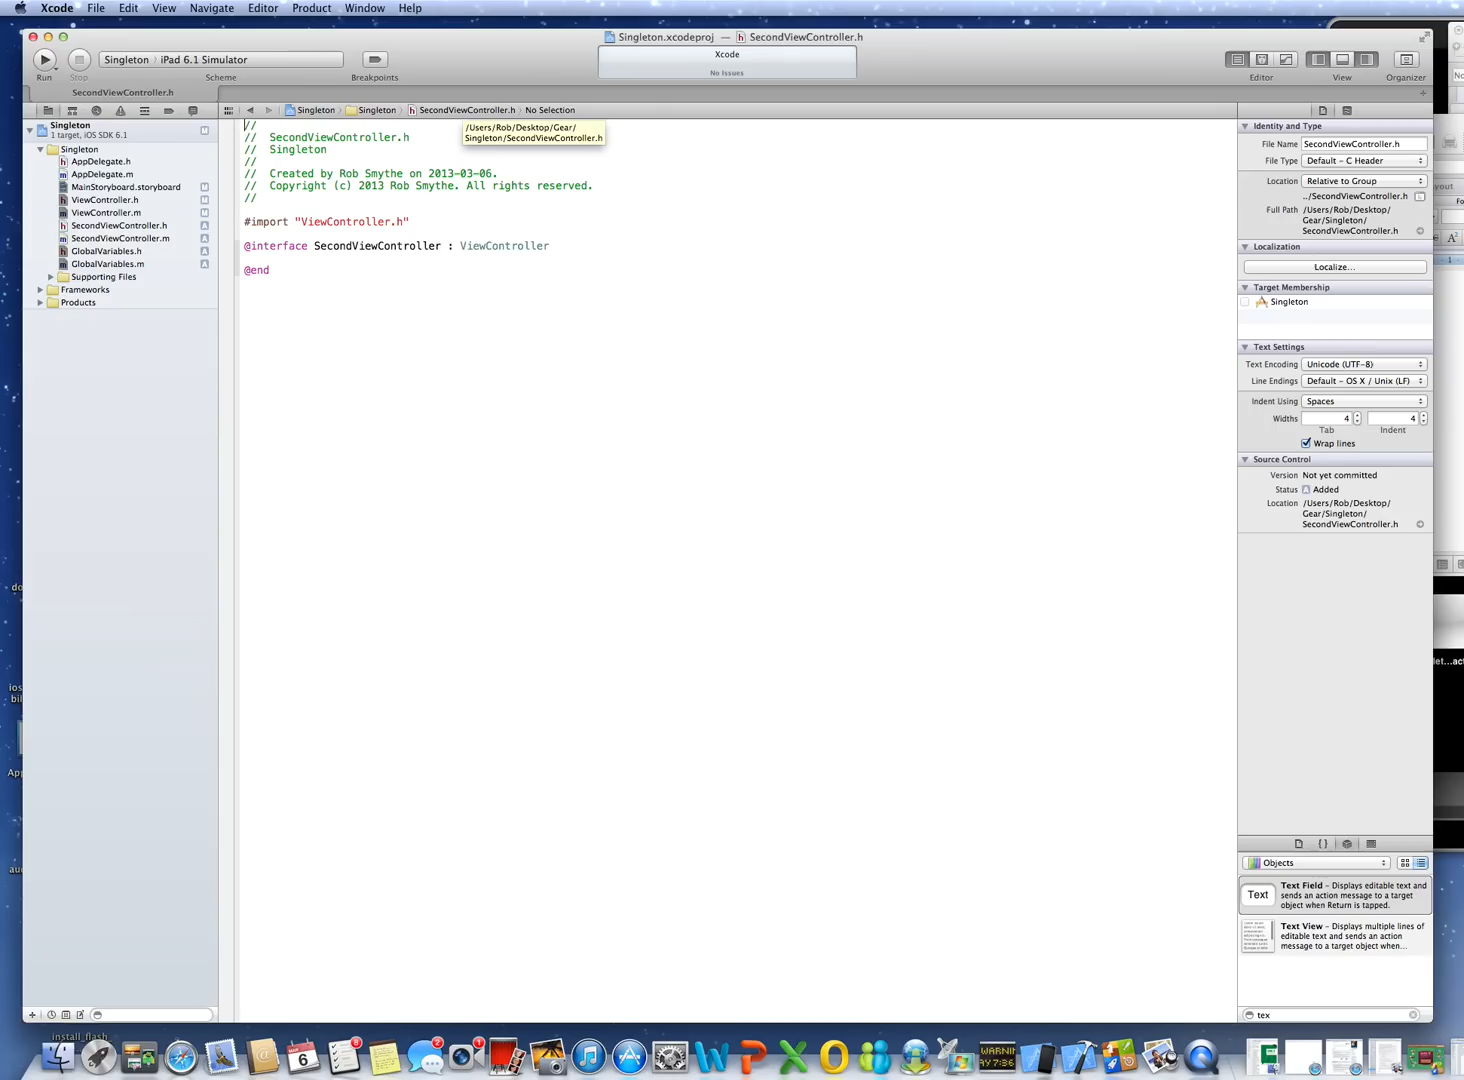 Xcode File Edit View Navigate Editor Product Window Help
Singleton.xcodeproj — SecondViewController.h
Singleton › iPad 6.1 Simulator
Xcode
No Issues
Run Stop Scheme Breakpoints Editor View Organizer
SecondViewController.h
Singleton › Singleton › SecondViewController.h › No Selection
/Users/Rob/Desktop/Gear/
Singleton/SecondViewController.h
Singleton M
1 target, iOS SDK 6.1
Singleton
AppDelegate.h
AppDelegate.m
MainStoryboard.storyboard M
ViewController.h M
ViewController.m M
SecondViewController.h A
SecondViewController.m A
GlobalVariables.h A
GlobalVariables.m A
Supporting Files
Frameworks
Products
//
// SecondViewController.h
// Singleton
//
// Created by Rob Smythe on 2013-03-06.
// Copyright (c) 2013 Rob Smythe. All rights reserved.
//
#import "ViewController.h"
@interface SecondViewController : ViewController
@end
Identity and Type
File Name SecondViewController.h
File Type Default - C Header
Location Relative to Group
../SecondViewController.h
Full Path /Users/Rob/Desktop/
Gear/Singleton/
SecondViewController.h
Localization
Localize...
Target Membership
Singleton
Text Settings
Text Encoding Unicode (UTF-8)
Line Endings Default - OS X / Unix (LF)
Indent Using Spaces
Widths 4 4
Tab Indent
Wrap lines
Source Control
Version Not yet committed
Status A Added
Location /Users/Rob/Desktop/
Gear/Singleton/
SecondViewController.h
Objects
Text
Text Field - Displays editable text and
sends an action message to a target
object when Return is tapped.
Text View - Displays multiple lines of
editable text and sends an action
message to a target object when...
tex
install_flash